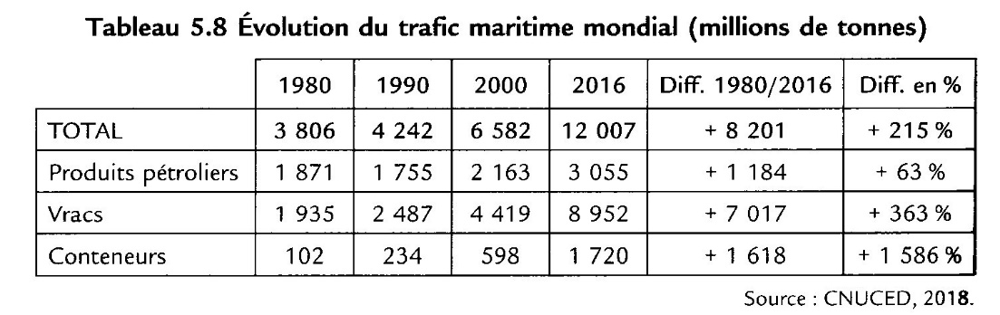 Tableau 5.8 Évolution du trafic maritime mondial (millions de tonnes)
1980 1990 2000 2016 Diff. 1980/2016 Diff. en %
TOTAL 3 806 4 242 6 582 12 007 + 8 201 + 215 %
Produits pétroliers 1 871 1 755 2 163 3 055 + 1 184 + 63 %
Vracs 1 935 2 487 4 419 8 952 + 7 017 + 363 %
Conteneurs 102 234 598 1 720 + 1 618 + 1 586 %
Source : CNUCED, 2018.